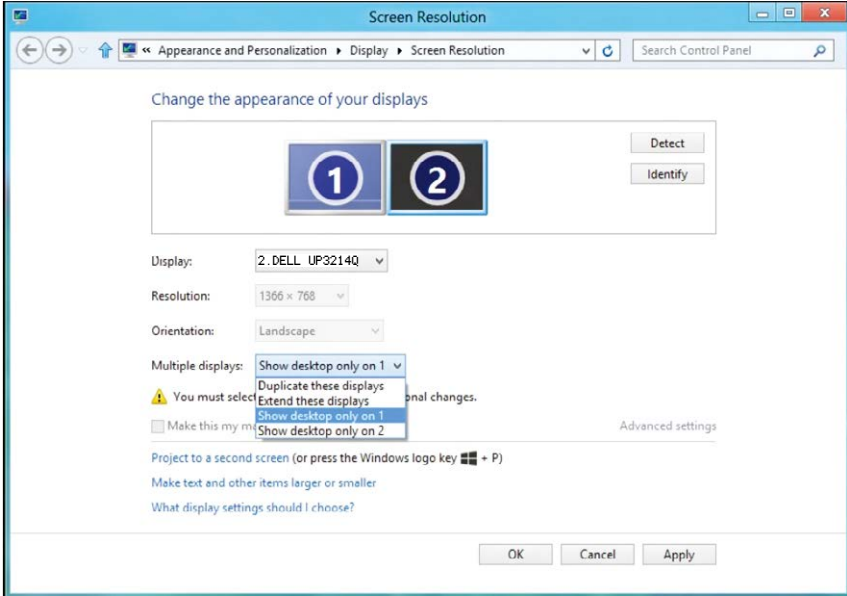 Screen Resolution
« Appearance and Personalization ▸ Display ▸ Screen Resolution
Search Control Panel
Change the appearance of your displays
1
2
Detect
Identify
Display:
2.DELL UP3214Q
Resolution:
1366 × 768
Orientation:
Landscape
Multiple displays:
Show desktop only on 1
Duplicate these displays
Extend these displays
Show desktop only on 1
Show desktop only on 2
You must selec onal changes.
Make this my m
Advanced settings
Project to a second screen (or press the Windows logo key + P)
Make text and other items larger or smaller
What display settings should I choose?
OK
Cancel
Apply